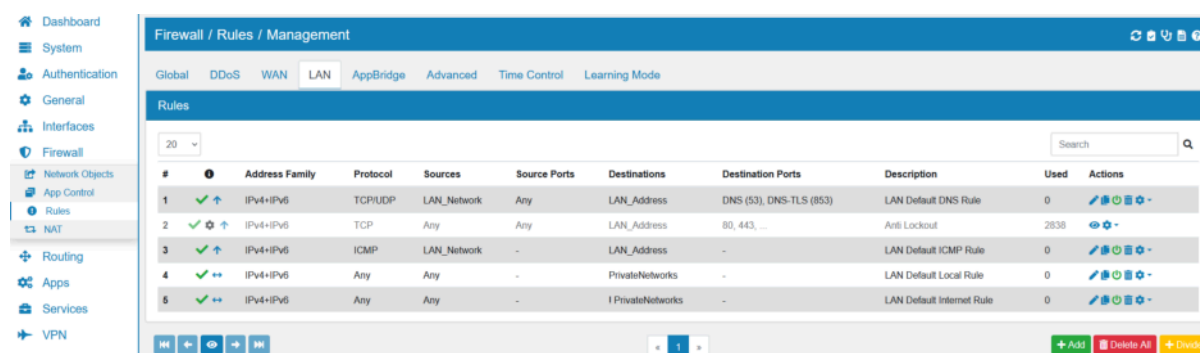 Dashboard
System
Authentication
General
Interfaces
Firewall
Network Objects
App Control
Rules
NAT
Routing
Apps
Services
VPN
Firewall / Rules / Management
Global DDoS WAN LAN AppBridge Advanced Time Control Learning Mode
Rules
20 Search
# Address Family Protocol Sources Source Ports Destinations Destination Ports Description Used Actions
1 IPv4+IPv6 TCP/UDP LAN_Network Any LAN_Address DNS (53), DNS-TLS (853) LAN Default DNS Rule 0
2 IPv4+IPv6 TCP Any Any LAN_Address 80, 443, ... Anti Lockout 2838
3 IPv4+IPv6 ICMP LAN_Network - LAN_Address - LAN Default ICMP Rule 0
4 IPv4+IPv6 Any Any - PrivateNetworks - LAN Default Local Rule 0
5 IPv4+IPv6 Any Any - ! PrivateNetworks - LAN Default Internet Rule 0
« 1 » + Add Delete All + Divide